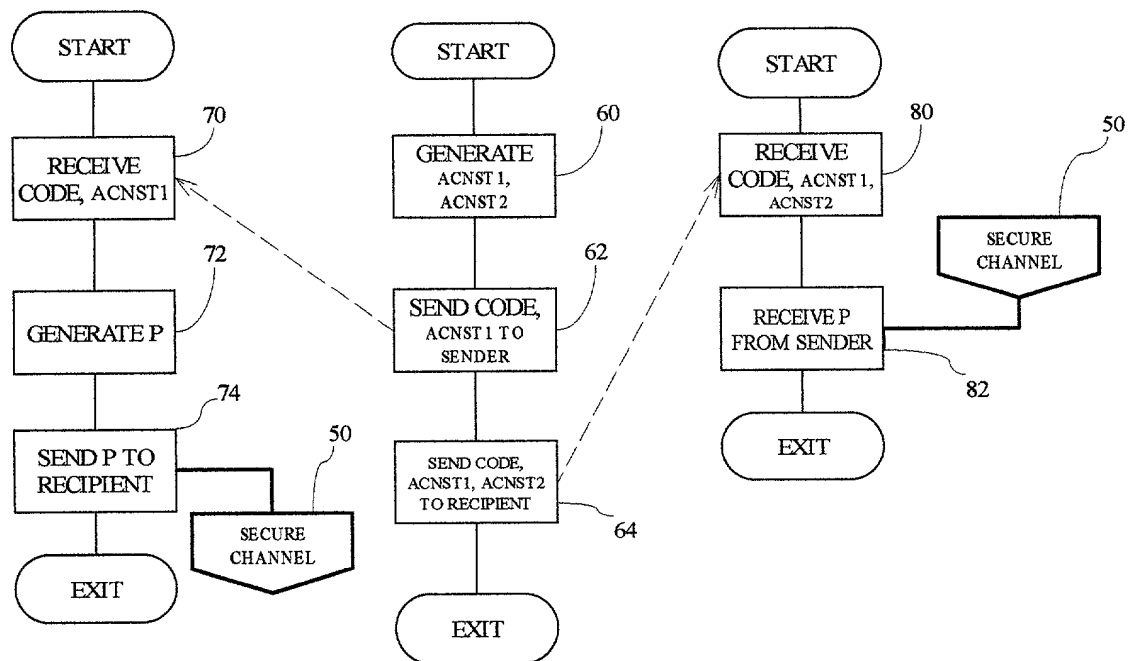 START
70
RECEIVE
CODE, ACNST1
72
GENERATE P
74
SEND P TO
RECIPIENT
50
SECURE
CHANNEL
EXIT
START
60
GENERATE
ACNST1,
ACNST2
62
SEND CODE,
ACNST1 TO
SENDER
SEND CODE,
ACNST1, ACNST2
TO RECIPIENT
64
EXIT
START
80
RECEIVE
CODE, ACNST1,
ACNST2
50
SECURE
CHANNEL
RECEIVE P
FROM SENDER
82
EXIT